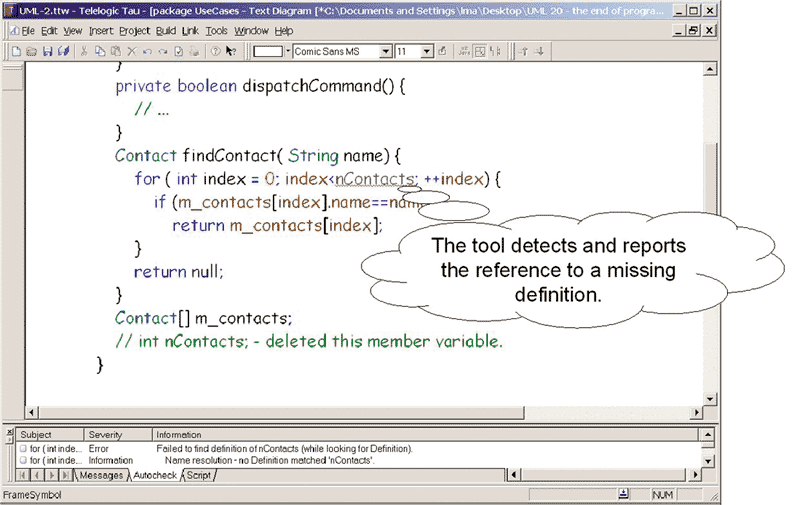 UML-2.ttw - Telelogic Tau - [package UseCases - Text Diagram [*C:\Documents and Settings\lma\Desktop\UML 20 - the end of progra...
File Edit View Insert Project Build Link Tools Window Help
Comic Sans MS 11
}
private boolean dispatchCommand() {
// ...
}
Contact findContact( String name) {
for ( int index = 0; index<nContacts; ++index) {
if (m_contacts[index].name==nam
return m_contacts[index];
}
return null;
}
Contact[] m_contacts;
// int nContacts; - deleted this member variable.
}
The tool detects and reports
the reference to a missing
definition.
Subject Severity Information
for ( int inde... Error Failed to find definition of nContacts (while looking for Definition).
for ( int inde... Information Name resolution - no Definition matched 'nContacts'.
Messages Autocheck Script
FrameSymbol NUM